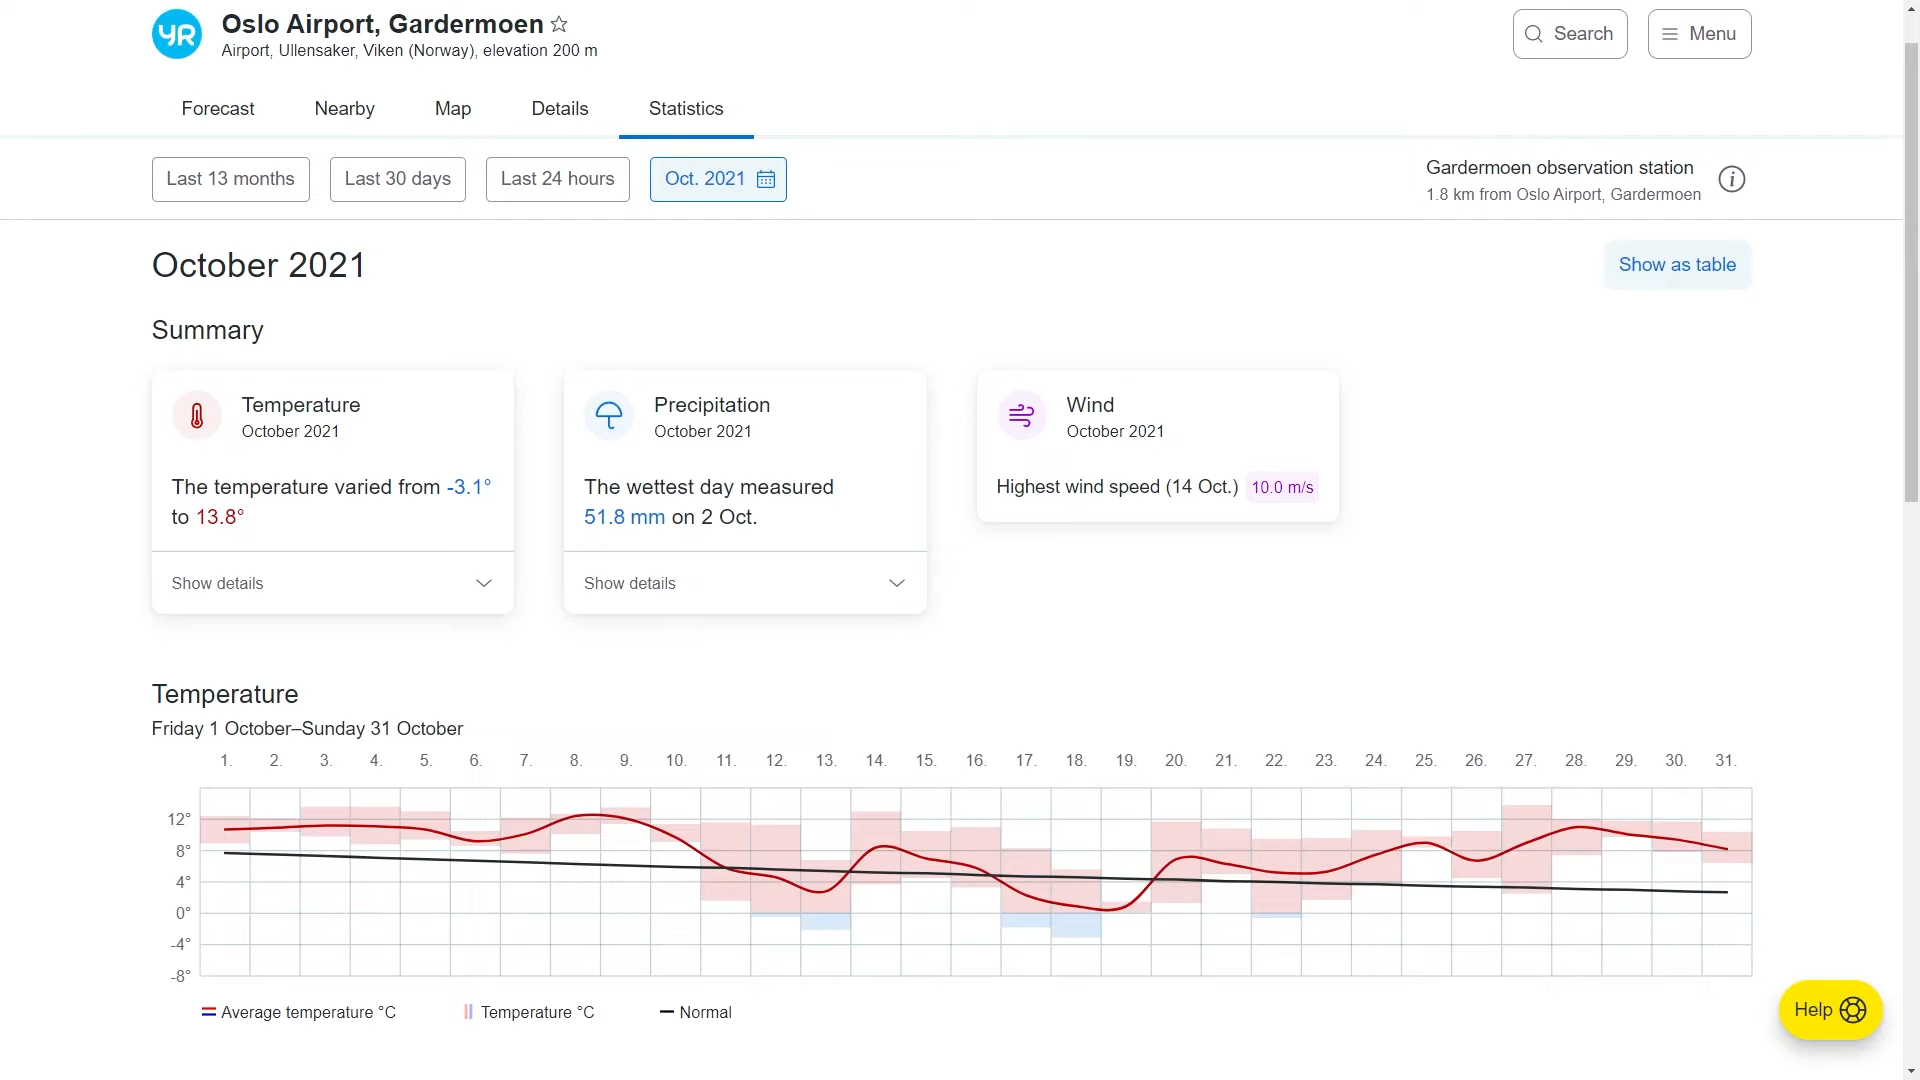 YR
Oslo Airport, Gardermoen
Airport, Ullensaker, Viken (Norway), elevation 200 m
Search
Menu
Forecast
Nearby
Map
Details
Statistics
Last 13 months
Last 30 days
Last 24 hours
Oct. 2021
Gardermoen observation station
1.8 km from Oslo Airport, Gardermoen
October 2021
Show as table
Summary
Temperature
October 2021
The temperature varied from -3.1°
to 13.8°
Show details
Precipitation
October 2021
The wettest day measured
51.8 mm on 2 Oct.
Show details
Wind
October 2021
Highest wind speed (14 Oct.) 10.0 m/s
Temperature
Friday 1 October–Sunday 31 October
1. 2. 3. 4. 5. 6. 7. 8. 9. 10. 11. 12. 13. 14. 15. 16. 17. 18. 19. 20. 21. 22. 23. 24. 25. 26. 27. 28. 29. 30. 31.
12°
8°
4°
0°
-4°
-8°
Average temperature °C
Temperature °C
Normal
Help